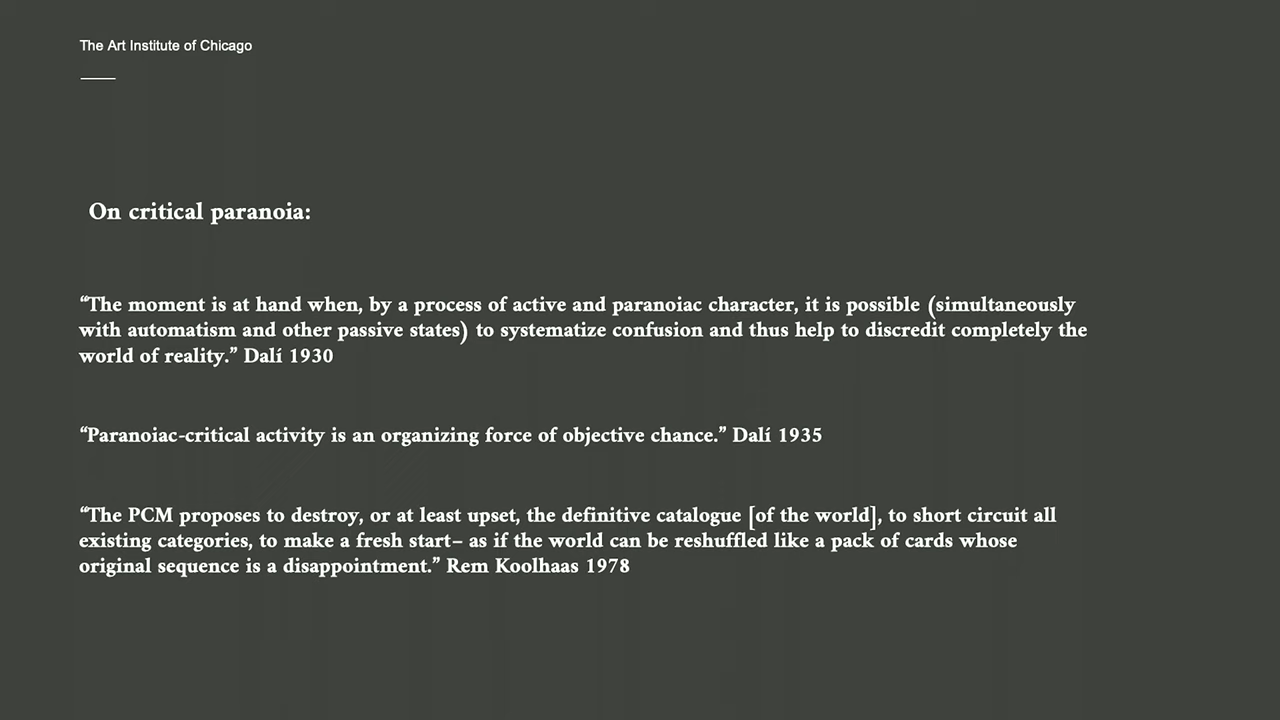 The Art Institute of Chicago
On critical paranoia:
“The moment is at hand when, by a process of active and paranoiac character, it is possible (simultaneously
with automatism and other passive states) to systematize confusion and thus help to discredit completely the
world of reality.” Dalí 1930
“Paranoiac-critical activity is an organizing force of objective chance.” Dalí 1935
“The PCM proposes to destroy, or at least upset, the definitive catalogue [of the world], to short circuit all
existing categories, to make a fresh start– as if the world can be reshuffled like a pack of cards whose
original sequence is a disappointment.” Rem Koolhaas 1978